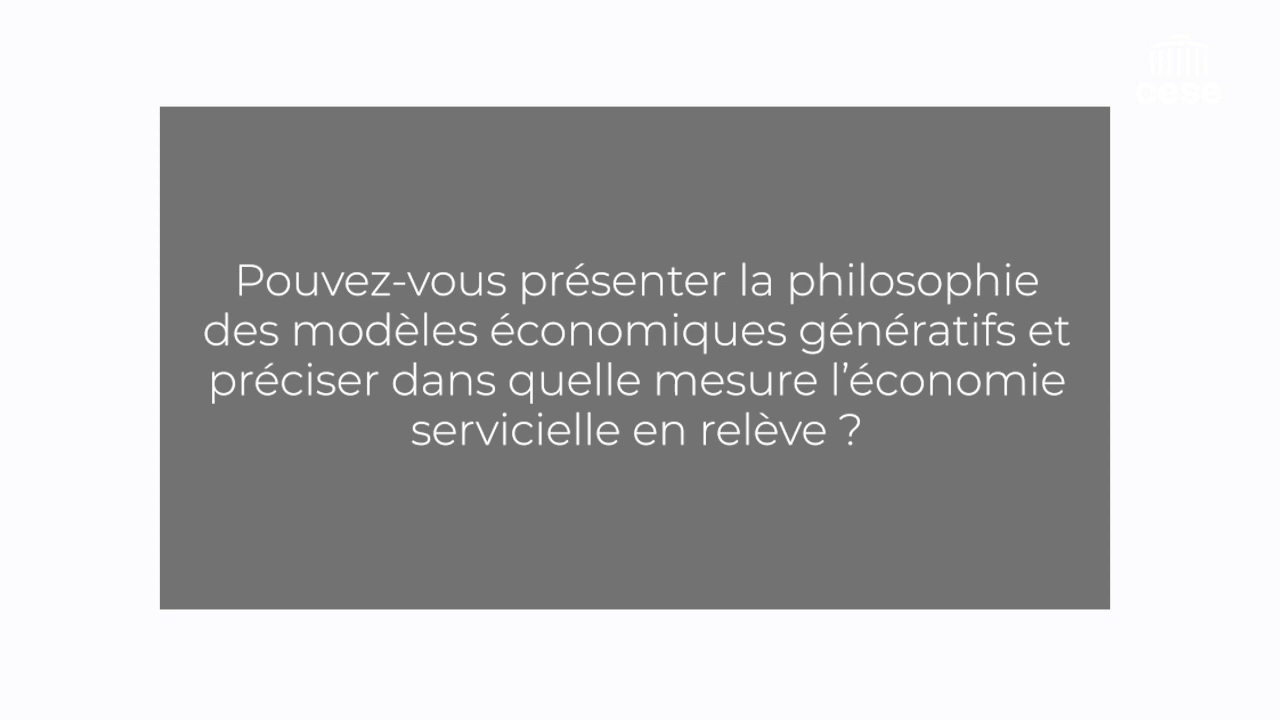 cese
Pouvez-vous présenter la philosophie
des modèles économiques génératifs et
préciser dans quelle mesure l’économie
servicielle en relève ?